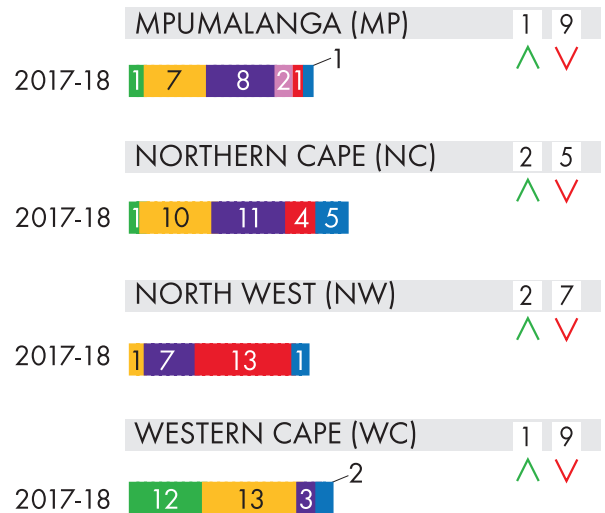 MPUMALANGA (MP) 1 9
1
2017-18 1 7 8 2 1
NORTHERN CAPE (NC) 2 5
2017-18 1 10 11 4 5
NORTH WEST (NW) 2 7
2017-18 1 7 13 1
WESTERN CAPE (WC) 1 9
2
2017-18 12 13 3